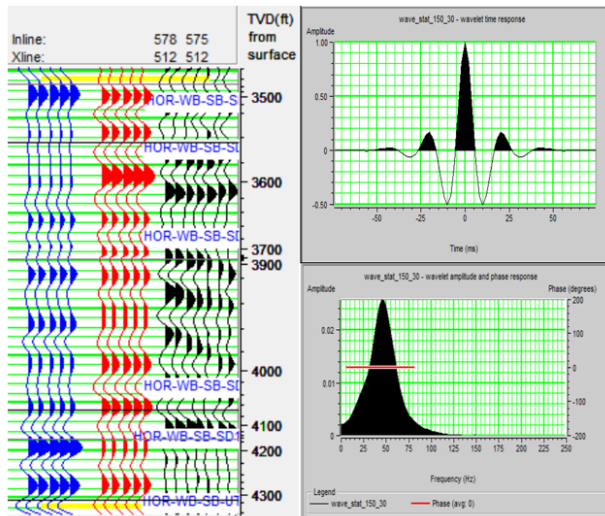 Inline: 578 575
Xline: 512 512
TVD(ft)
from
surface
HOR-WB-SB-S
3500
HOR-WB-SB-SD
3600
HOR-WB-SB-SD
3700
3900
4000
HOR-WB-SB-SD
4100
HOR-WB-SB-SD1
4200
4300
HOR-WB-SB-UT
wave_stat_150_30 - wavelet time response
Amplitude
1.00
0.50
0
-0.50
-50 -25 0 25 50
Time (ms)
wave_stat_150_30 - wavelet amplitude and phase response
Amplitude Phase (degrees)
200
0.02
100
0
0.01
-100
0 -200
0 25 50 75 100 125 150 175 200 225 250
Frequency (Hz)
Legend
wave_stat_150_30 Phase (avg: 0)